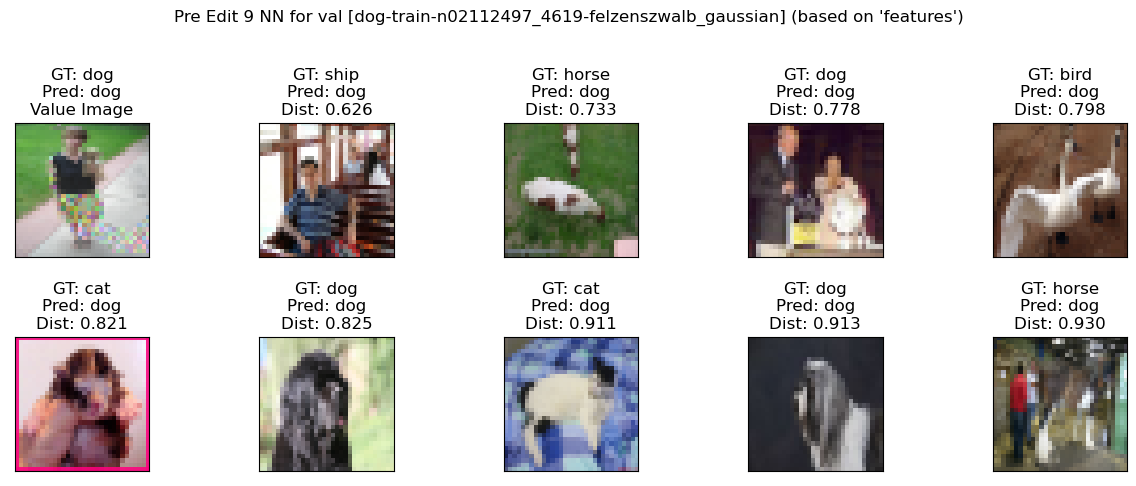 Pre Edit 9 NN for val [dog-train-n02112497_4619-felzenszwalb_gaussian] (based on 'features')
GT: dog
Pred: dog
Value Image
GT: ship
Pred: dog
Dist: 0.626
GT: horse
Pred: dog
Dist: 0.733
GT: dog
Pred: dog
Dist: 0.778
GT: bird
Pred: dog
Dist: 0.798
GT: cat
Pred: dog
Dist: 0.821
GT: dog
Pred: dog
Dist: 0.825
GT: cat
Pred: dog
Dist: 0.911
GT: dog
Pred: dog
Dist: 0.913
GT: horse
Pred: dog
Dist: 0.930